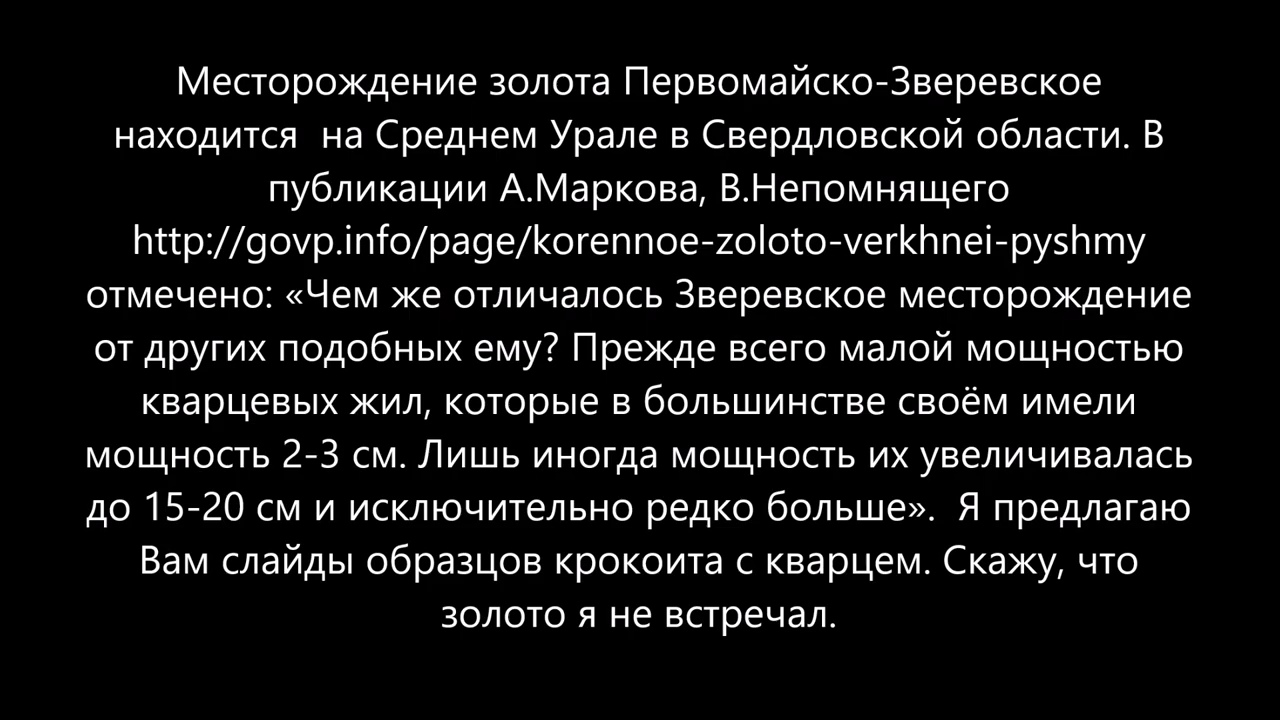 Месторождение золота Первомайско-Зверевское
находится  на Среднем Урале в Свердловской области. В
публикации А.Маркова, В.Непомнящего
http://govp.info/page/korennoe-zoloto-verkhnei-pyshmy
отмечено: «Чем же отличалось Зверевское месторождение
от других подобных ему? Прежде всего малой мощностью
кварцевых жил, которые в большинстве своём имели
мощность 2-3 см. Лишь иногда мощность их увеличивалась
до 15-20 см и исключительно редко больше».  Я предлагаю
Вам слайды образцов крокоита с кварцем. Скажу, что
золото я не встречал.